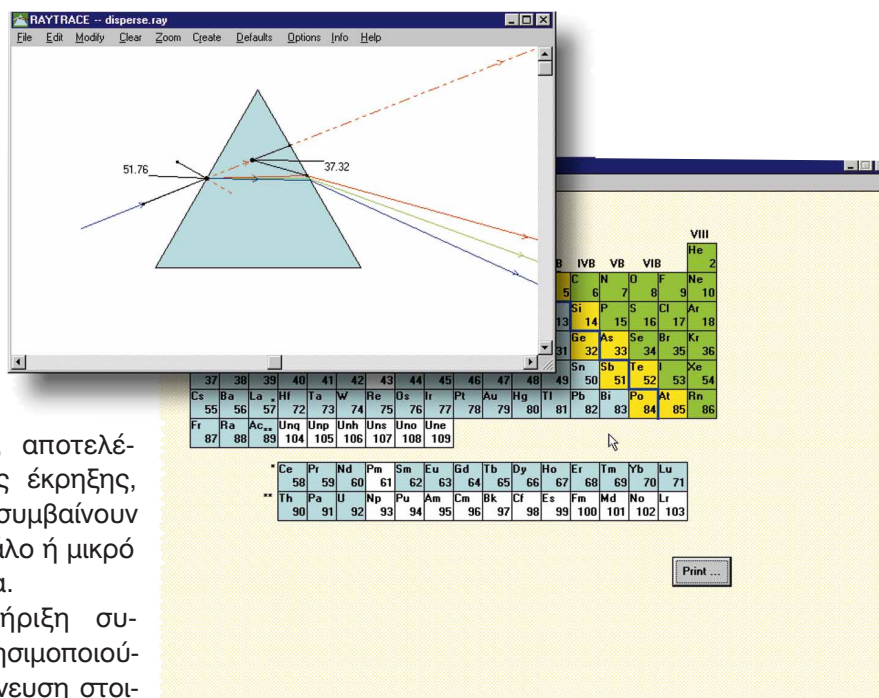 RAYTRACE -- disperse.ray
File Edit Modify Clear Zoom Create Defaults Options Info Help
51.76
37.32
VIII
B IVB VB VIB
He
2
C N O F Ne
5 6 7 8 9 10
Si P S Cl Ar
13 14 15 16 17 18
Ge As Se Br Kr
31 32 33 34 35 36
Sn Sb Te I Xe
37 38 39 40 41 42 43 44 45 46 47 48 49 50 51 52 53 54
Cs Ba La * Hf Ta W Re Os Ir Pt Au Hg Tl Pb Bi Po At Rn
55 56 57 72 73 74 75 76 77 78 79 80 81 82 83 84 85 86
Fr Ra Ac ** Unq Unp Unh Uns Uno Une
87 88 89 104 105 106 107 108 109
* Ce Pr Nd Pm Sm Eu Gd Tb Dy Ho Er Tm Yb Lu
58 59 60 61 62 63 64 65 66 67 68 69 70 71
** Th Pa U Np Pu Am Cm Bk Cf Es Fm Md No Lr
90 91 92 93 94 95 96 97 98 99 100 101 102 103
Print ...
αποτελέ-
ς έκρηξης,
συμβαίνουν
άλο ή μικρό
α.
ήριξη συ-
ησιμοποιού-
νευση στοι-